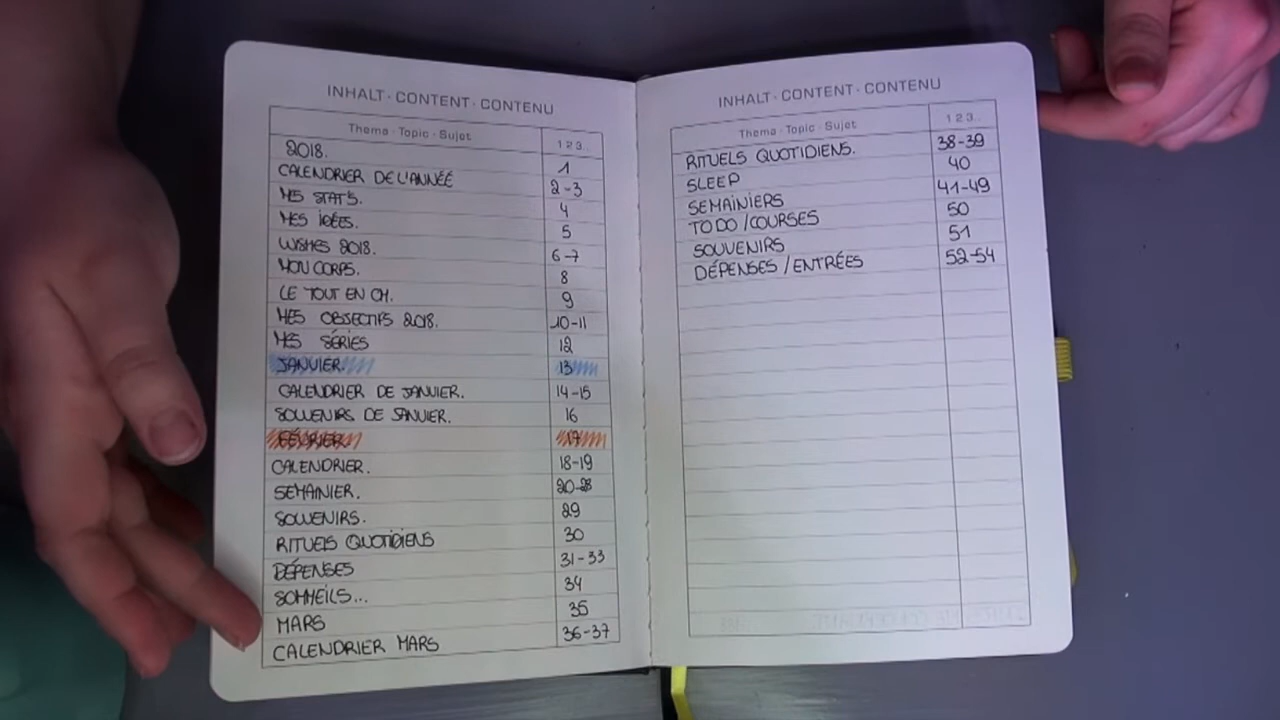 INHALT · CONTENT · CONTENU
Thema · Topic · Sujet 1 2 3..
2018. 1
CALENDRIER DE L'ANNÉÉ 2-3
MES STATS. 4
MES IDÉES. 5
WISHES 2018. 6-7
MON CORPS. 8
LE TOUT EN CM. 9
MES OBJECTIFS 2018. 10-11
MES SÉRIES 12
JANVIER. 13
CALENDRIER DE JANVIER. 14-15
SOUVENIRS DE JANVIER. 16
FÉVRIER. 17
CALENDRIER. 18-19
SEMAINIER. 20-28
SOUVENIRS. 29
RITUELS QUOTIDIENS 30
DÉPENSES 31-33
SOMMEILS... 34
MARS 35
CALENDRIER MARS 36-37
INHALT · CONTENT · CONTENU
Thema · Topic · Sujet 1 2 3..
RITUELS QUOTIDIENS. 38-39
SLEEP 40
SEMAINIERS 41-49
TO DO / COURSES 50
SOUVENIRS 51
DÉPENSES / ENTRÉES 52-54